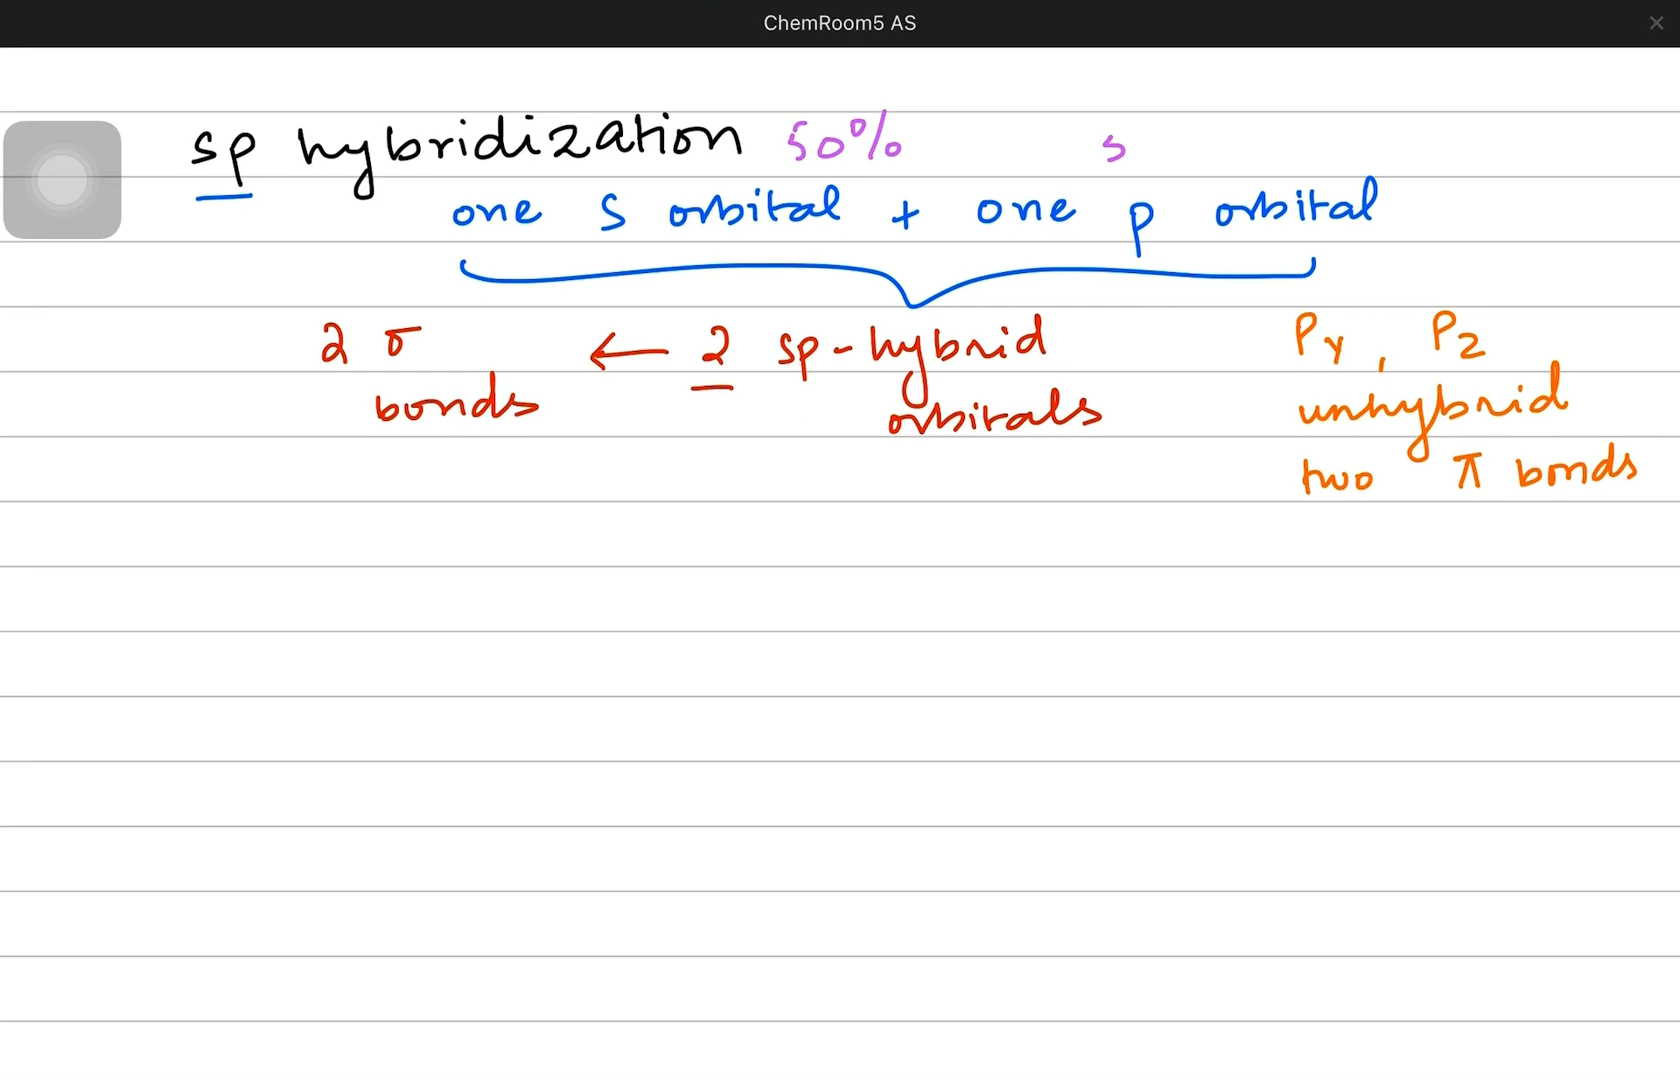 ChemRoom5 AS
sp hybridization 50% s
one s orbital + one p orbital
2 σ ← 2 sp-hybrid Py, Pz
bonds orbitals unhybrid
two π bonds